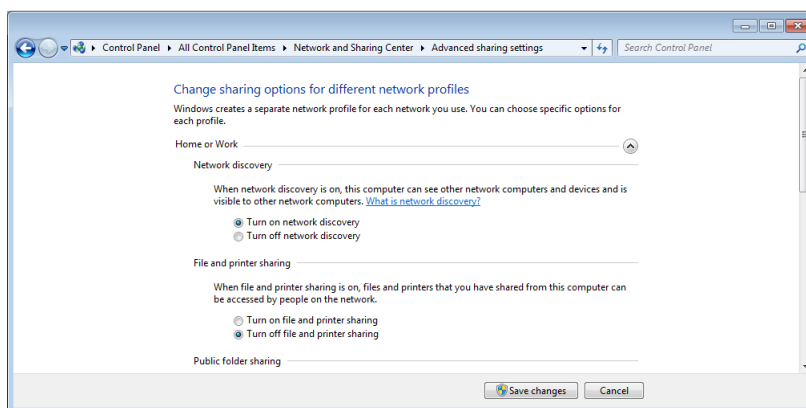 Control Panel ▸ All Control Panel Items ▸ Network and Sharing Center ▸ Advanced sharing settings
Search Control Panel
Change sharing options for different network profiles
Windows creates a separate network profile for each network you use. You can choose specific options for
each profile.
Home or Work
Network discovery
When network discovery is on, this computer can see other network computers and devices and is
visible to other network computers. What is network discovery?
Turn on network discovery
Turn off network discovery
File and printer sharing
When file and printer sharing is on, files and printers that you have shared from this computer can
be accessed by people on the network.
Turn on file and printer sharing
Turn off file and printer sharing
Public folder sharing
Save changes
Cancel